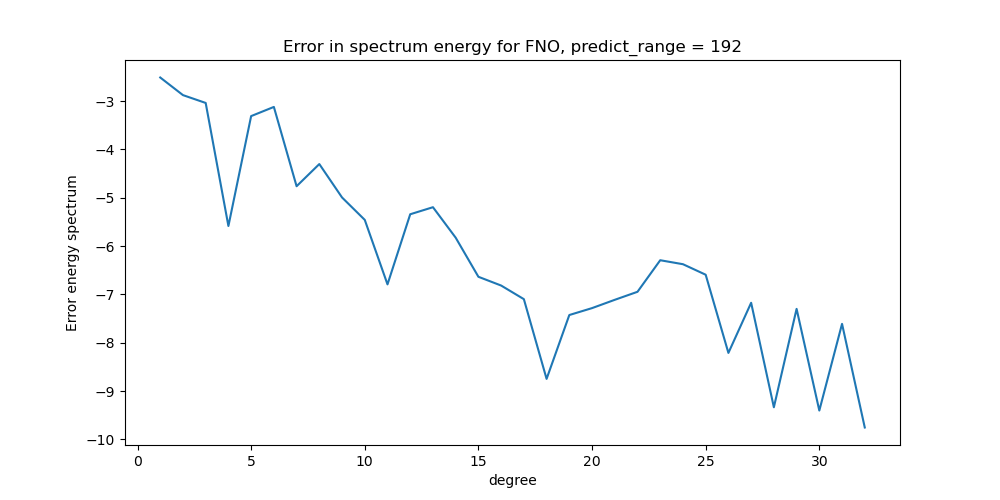 Error in spectrum energy for FNO, predict_range = 192
Error energy spectrum
−3
−4
−5
−6
−7
−8
−9
−10
0 5 10 15 20 25 30
degree